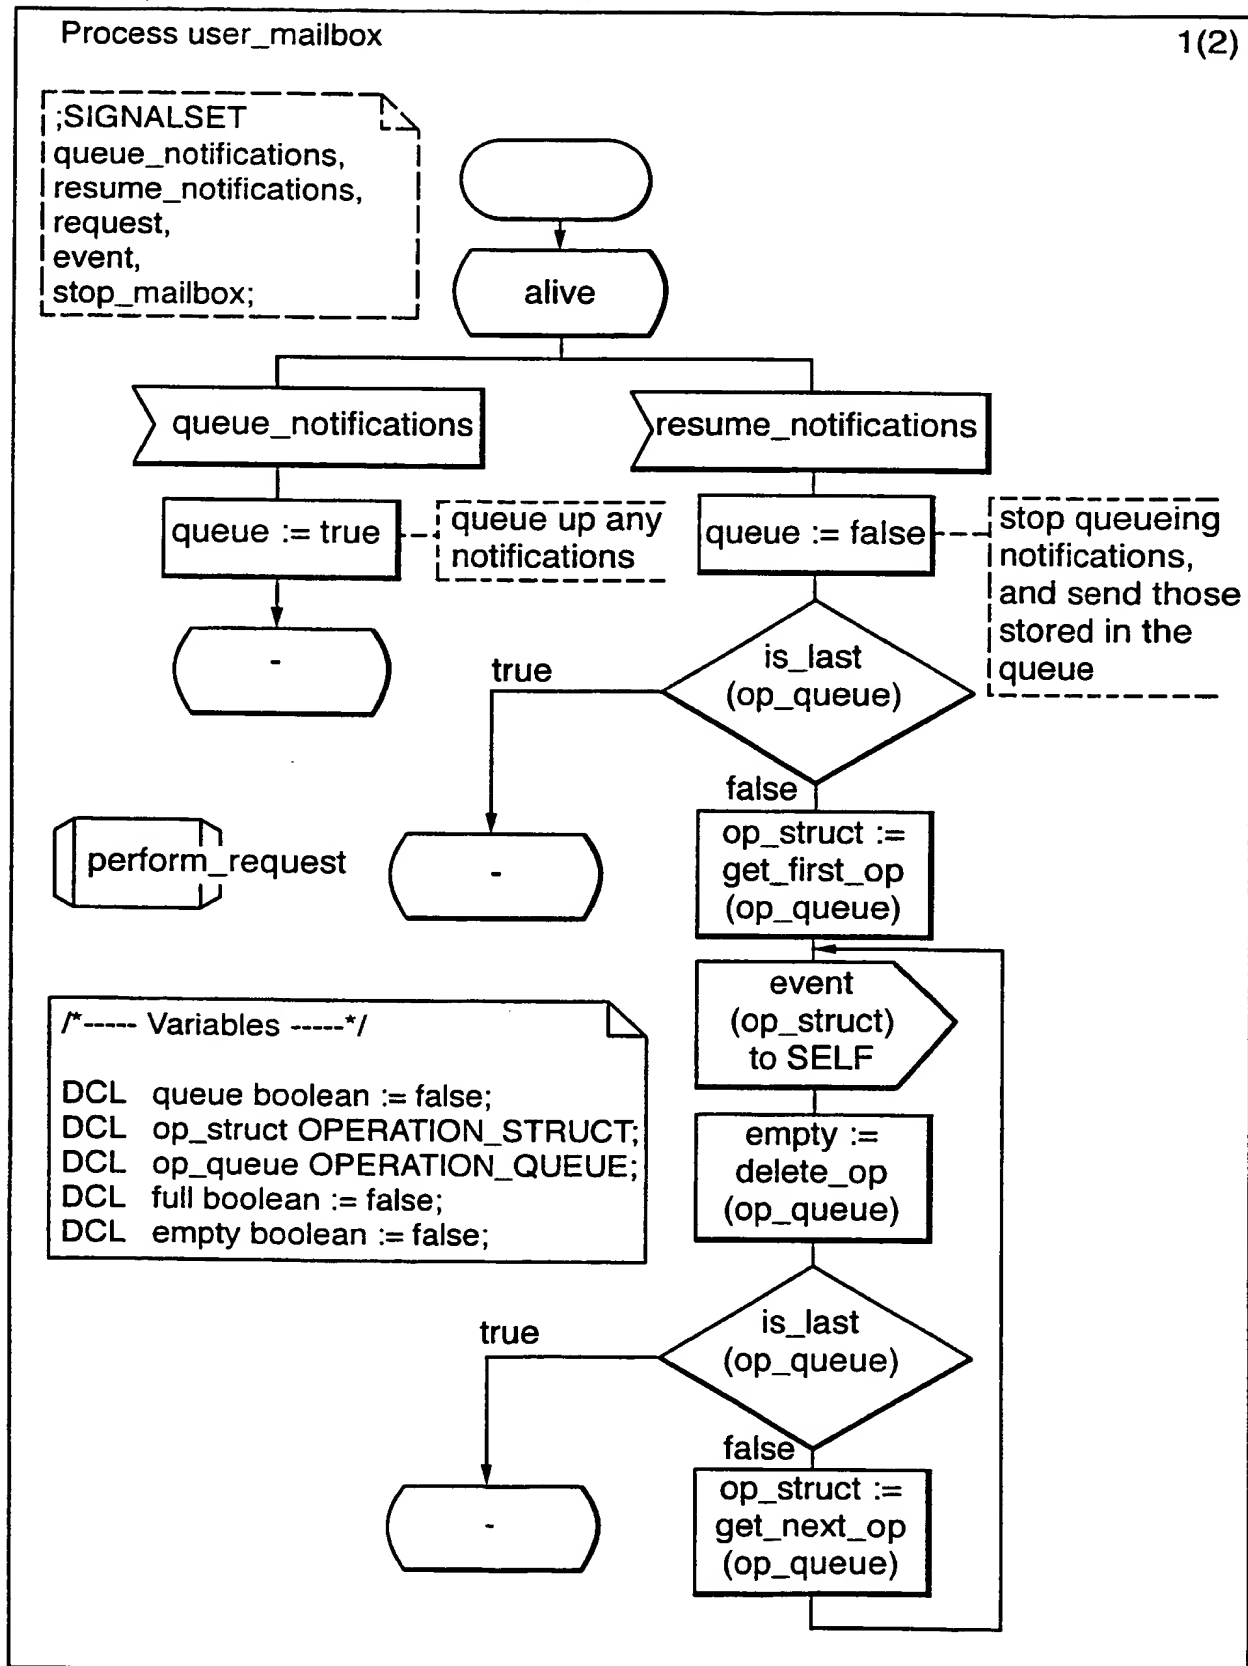 Process user_mailbox
1(2)
;SIGNALSET
queue_notifications,
resume_notifications,
request,
event,
stop_mailbox;
alive
queue_notifications
resume_notifications
queue := true
queue up any
notifications
queue := false
stop queueing
notifications,
and send those
stored in the
queue
-
is_last
(op_queue)
true
false
perform_request
-
op_struct :=
get_first_op
(op_queue)
event
(op_struct)
to SELF
/*----- Variables -----*/
DCL queue boolean := false;
DCL op_struct OPERATION_STRUCT;
DCL op_queue OPERATION_QUEUE;
DCL full boolean := false;
DCL empty boolean := false;
empty :=
delete_op
(op_queue)
is_last
(op_queue)
true
false
-
op_struct :=
get_next_op
(op_queue)